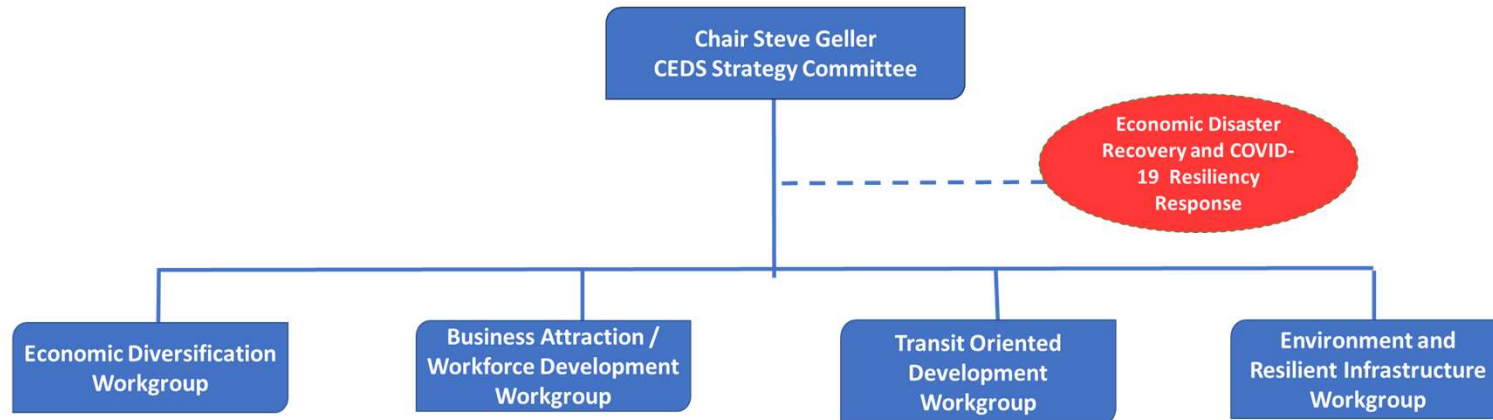 Chair Steve Geller
CEDS Strategy Committee
Economic Disaster
Recovery and COVID-
19 Resiliency
Response
Economic Diversification
Workgroup
Business Attraction /
Workforce Development
Workgroup
Transit Oriented
Development
Workgroup
Environment and
Resilient Infrastructure
Workgroup